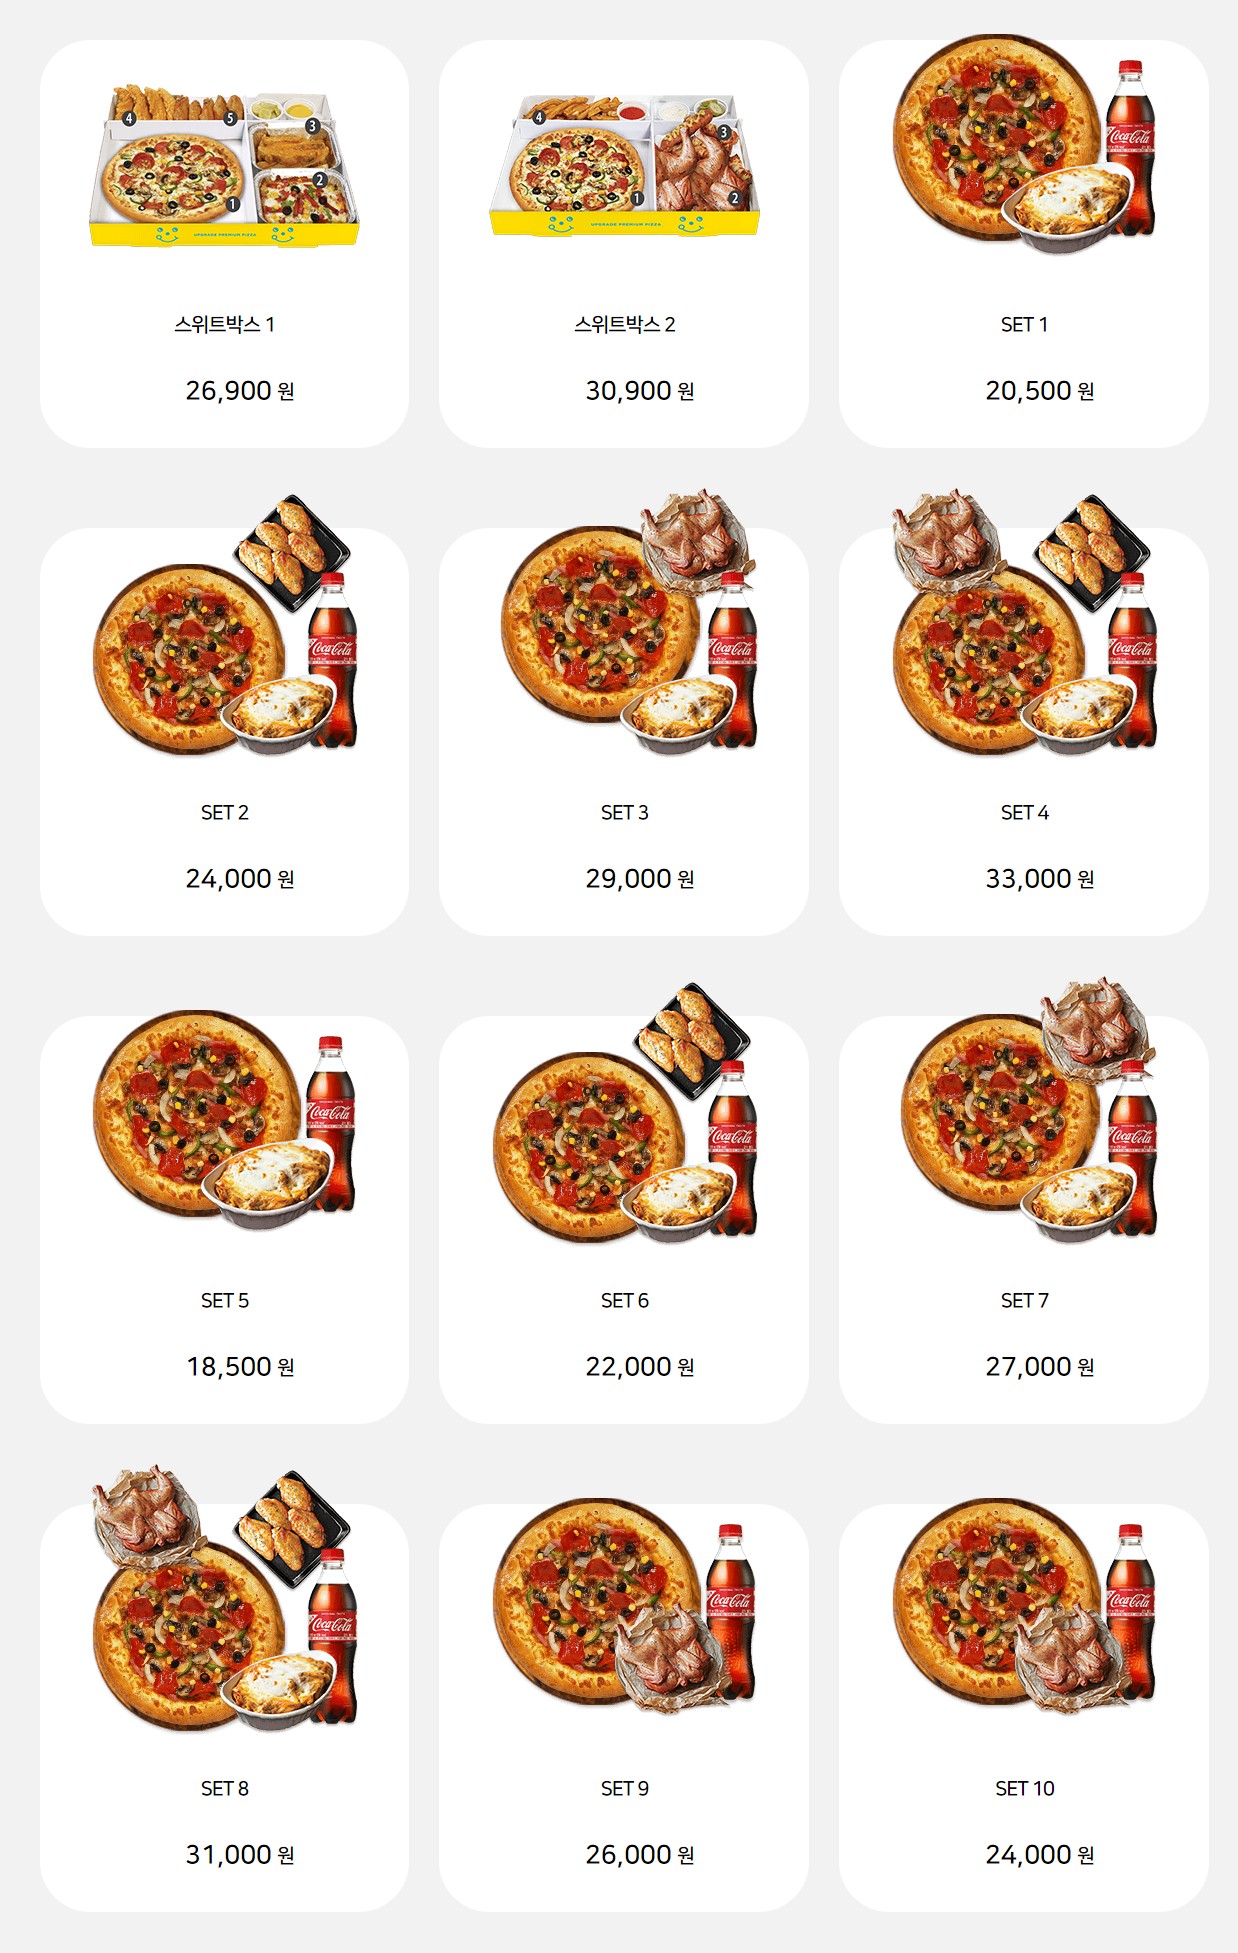 4
5
3
2
1
UPGRADE PREMIUM PIZZA
4
3
1
2
UPGRADE PREMIUM PIZZA
Coca-Cola
스위트박스 1
스위트박스 2
SET 1
26,900 원
30,900 원
20,500 원
Coca-Cola
Coca-Cola
Coca-Cola
SET 2
SET 3
SET 4
24,000 원
29,000 원
33,000 원
Coca-Cola
Coca-Cola
Coca-Cola
SET 5
SET 6
SET 7
18,500 원
22,000 원
27,000 원
Coca-Cola
Coca-Cola
Coca-Cola
SET 8
SET 9
SET 10
31,000 원
26,000 원
24,000 원